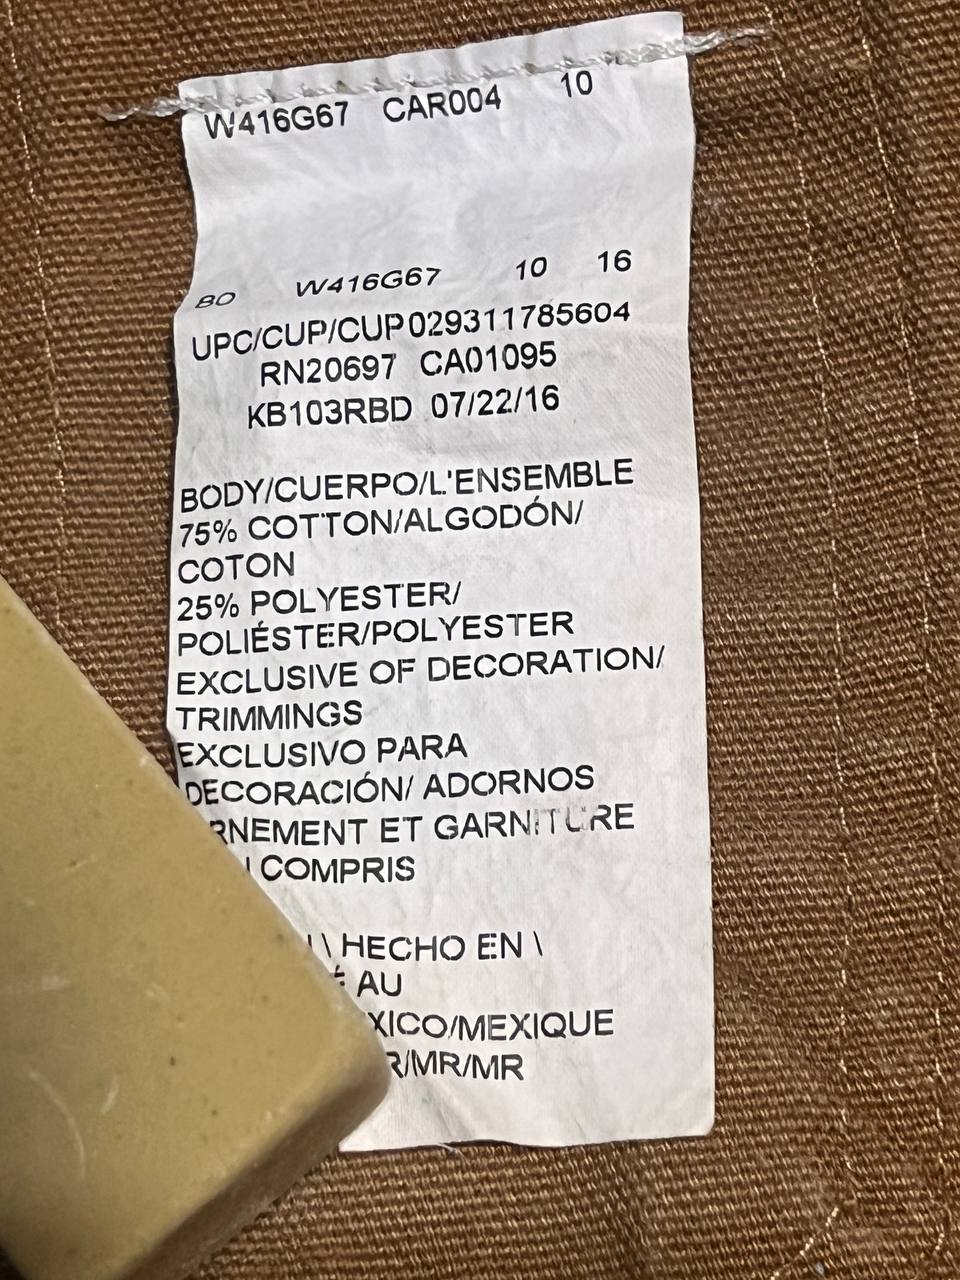 W416G67 CAR004 10
BO W416G67 10 16
UPC/CUP/CUP029311785604
RN20697 CA01095
KB103RBD 07/22/16
BODY/CUERPO/L'ENSEMBLE
75% COTTON/ALGODÓN/
COTON
25% POLYESTER/
POLIÉSTER/POLYESTER
EXCLUSIVE OF DECORATION/
TRIMMINGS
EXCLUSIVO PARA
DECORACIÓN/ ADORNOS
RNEMENT ET GARNITURE
COMPRIS
\ HECHO EN \
AU
XICO/MEXIQUE
R/MR/MR